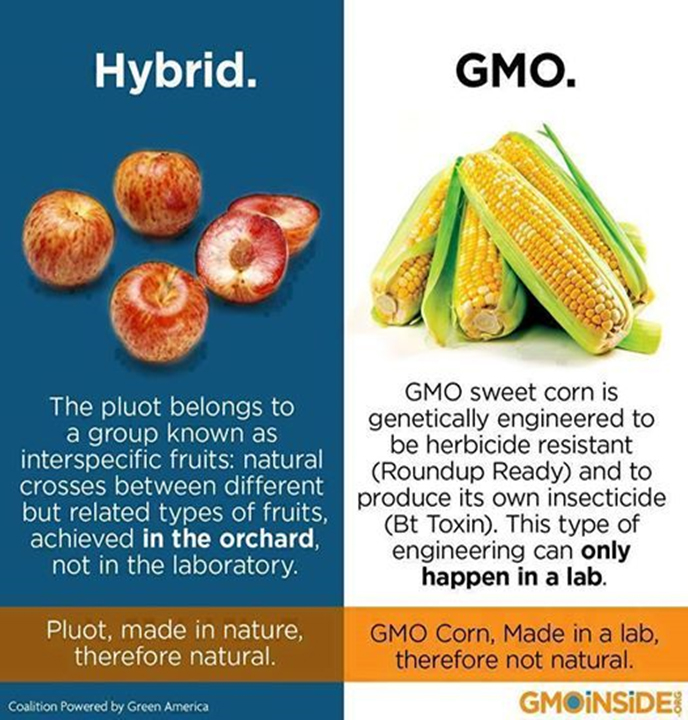 Hybrid.
The pluot belongs to
a group known as
interspecific fruits: natural
crosses between different
but related types of fruits,
achieved in the orchard,
not in the laboratory.
Pluot, made in nature,
therefore natural.
Coalition Powered by Green America
GMO.
GMO sweet corn is
genetically engineered to
be herbicide resistant
(Roundup Ready) and to
produce its own insecticide
(Bt Toxin). This type of
engineering can only
happen in a lab.
GMO Corn, Made in a lab,
therefore not natural.
GMOiNSiDE.ORG